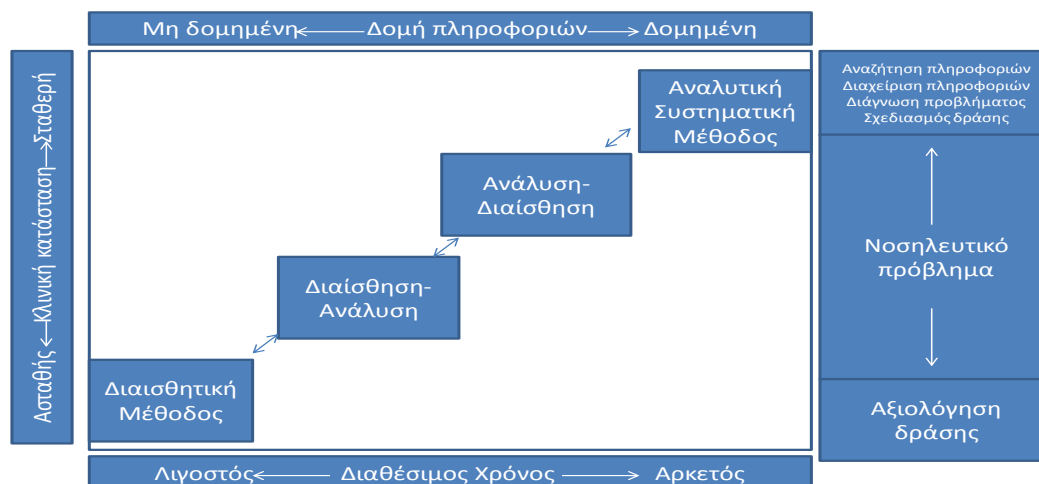 Μη δομημένη Δομή πληροφοριών Δομημένη
Ασταθής Κλινική κατάσταση Σταθερή
Αναλυτική
Συστηματική
Μέθοδος
Ανάλυση-
Διαίσθηση
Διαίσθηση-
Ανάλυση
Διαισθητική
Μέθοδος
Αναζήτηση πληροφοριών
Διαχείριση πληροφοριών
Διάγνωση προβλήματος
Σχεδιασμός δράσης
Νοσηλευτικό
πρόβλημα
Αξιολόγηση
δράσης
Λιγοστός Διαθέσιμος Χρόνος Αρκετός